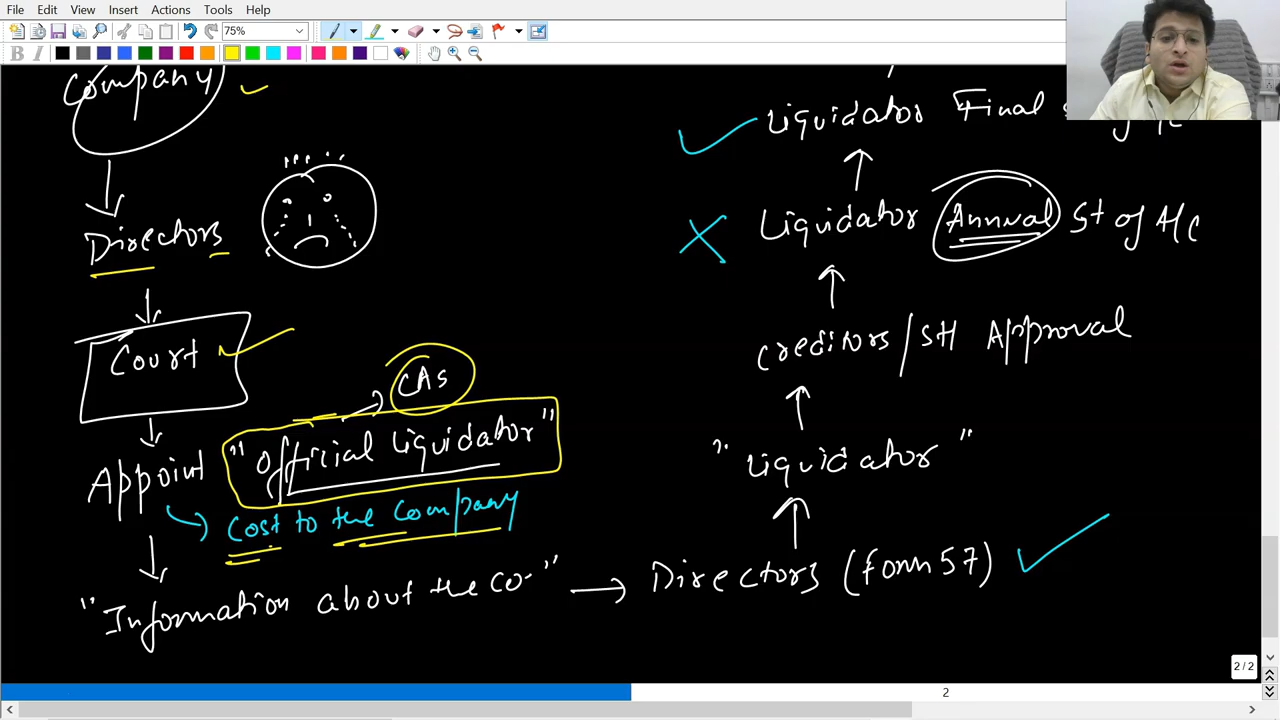 File Edit View Insert Actions Tools Help
75%
B I
Company
Directors
Court
CAs
Appoint "Official Liquidator"
Cost to the Company
"Information about the Co-" → Directors (Form 57)
"Liquidator"
Creditors/SH Approval
Liquidator Annual St of A/C
Liquidator Final
2 / 2
2